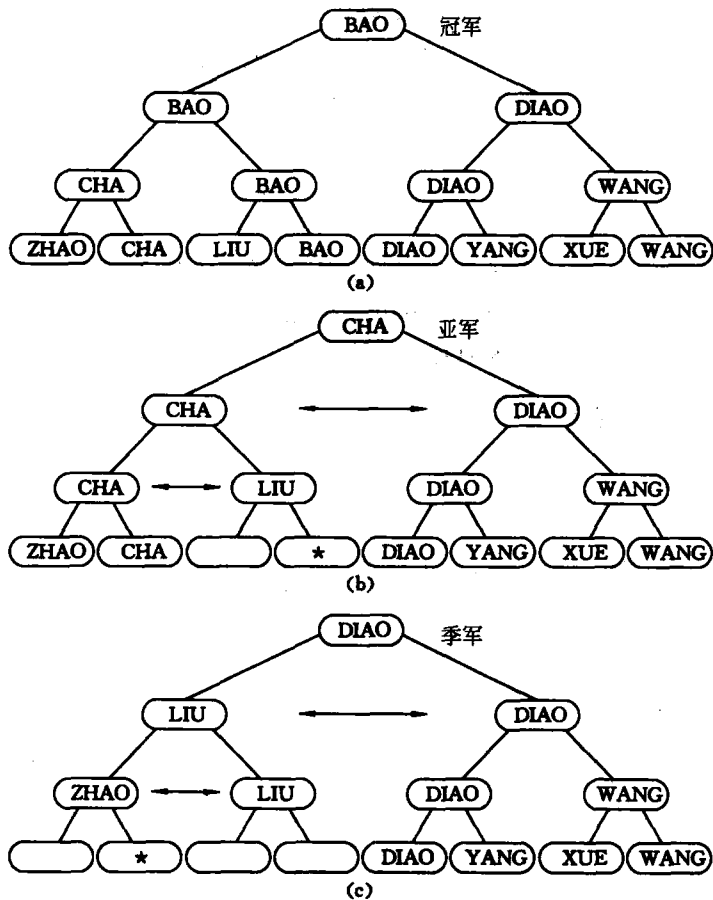 BAO 冠军
BAO DIAO
CHA BAO DIAO WANG
ZHAO CHA LIU BAO DIAO YANG XUE WANG
(a)
CHA 亚军
CHA DIAO
CHA LIU DIAO WANG
ZHAO CHA * DIAO YANG XUE WANG
(b)
DIAO 季军
LIU DIAO
ZHAO LIU DIAO WANG
* DIAO YANG XUE WANG
(c)